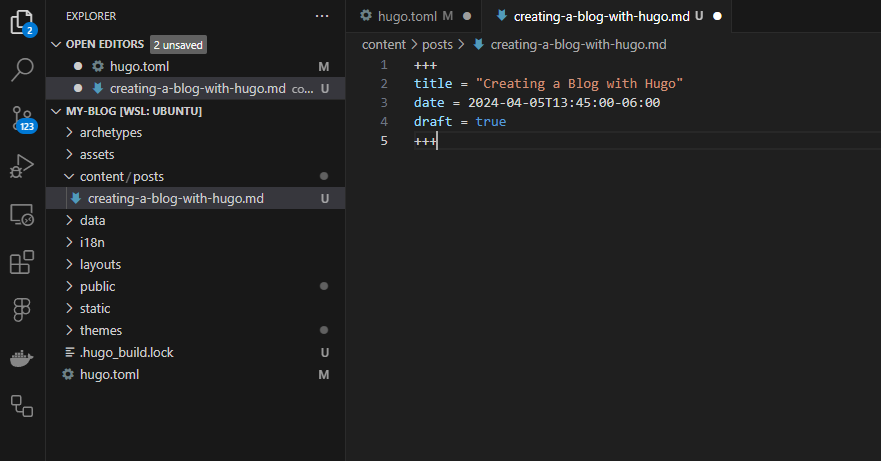 EXPLORER
OPEN EDITORS 2 unsaved
hugo.toml M
creating-a-blog-with-hugo.md co... U
MY-BLOG [WSL: UBUNTU]
archetypes
assets
content/posts
creating-a-blog-with-hugo.md U
data
i18n
layouts
public
static
themes
.hugo_build.lock U
hugo.toml M
2
123
hugo.toml M
creating-a-blog-with-hugo.md U
content > posts > creating-a-blog-with-hugo.md
1 +++
2 title = "Creating a Blog with Hugo"
3 date = 2024-04-05T13:45:00-06:00
4 draft = true
5 +++